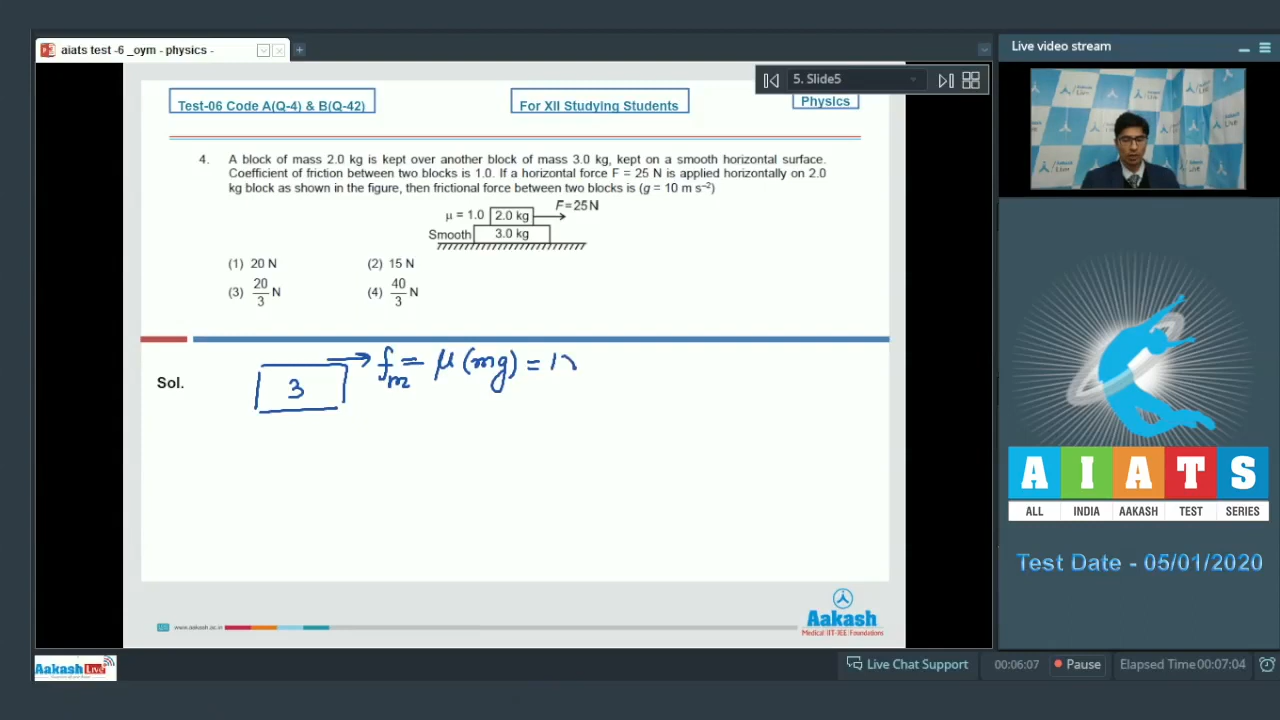 aiats test -6 _oym - physics -
Live video stream
5. Slide5
Test-06 Code A(Q-4) & B(Q-42)
For XII Studying Students
Physics
4. A block of mass 2.0 kg is kept over another block of mass 3.0 kg, kept on a smooth horizontal surface.
Coefficient of friction between two blocks is 1.0. If a horizontal force F = 25 N is applied horizontally on 2.0
kg block as shown in the figure, then frictional force between two blocks is (g = 10 m s⁻²)
F = 25 N
μ = 1.0 2.0 kg
Smooth 3.0 kg
(1) 20 N (2) 15 N
(3) 20/3 N (4) 40/3 N
Sol.
3 fm = μ(mg) =
AIATS
ALL INDIA AAKASH TEST SERIES
Test Date - 05/01/2020
www.aakash.ac.in
Aakash
Medical|IIT-JEE|Foundations
Aakash Live
Live Chat Support
00:06:07
Pause
Elapsed Time 00:07:04